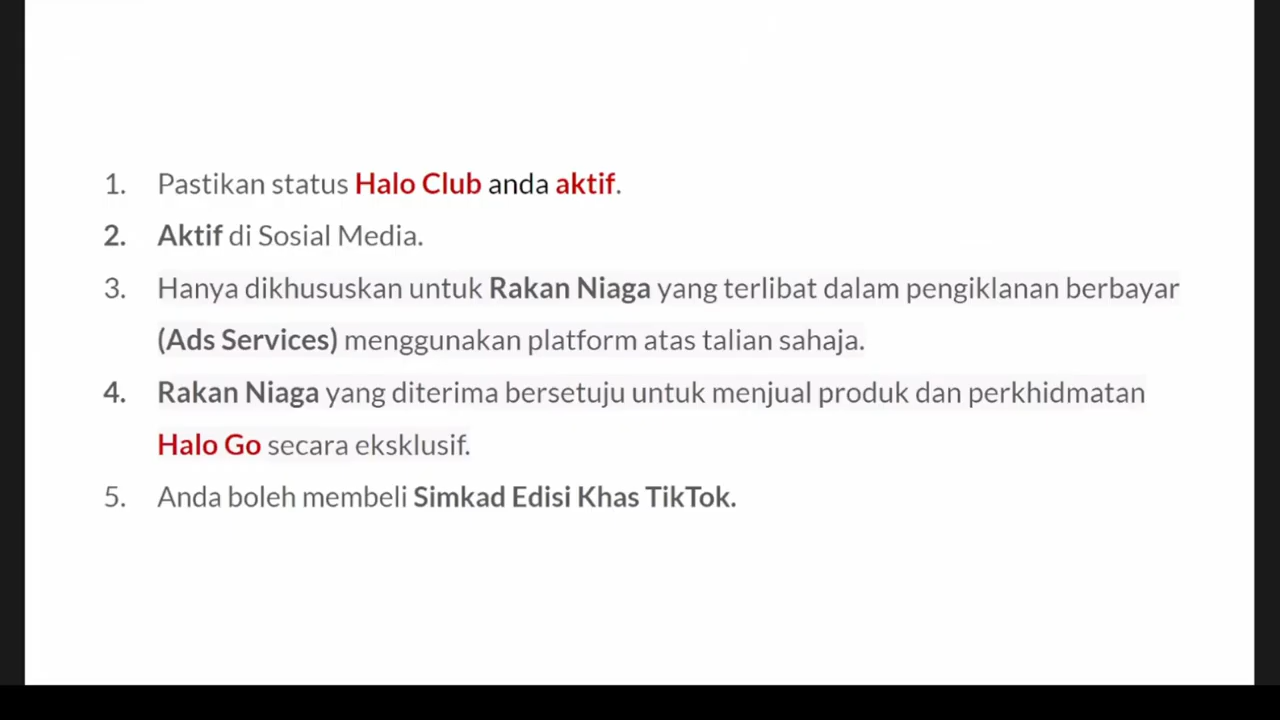 1. Pastikan status Halo Club anda aktif.
2. Aktif di Sosial Media.
3. Hanya dikhususkan untuk Rakan Niaga yang terlibat dalam pengiklanan berbayar
(Ads Services) menggunakan platform atas talian sahaja.
4. Rakan Niaga yang diterima bersetuju untuk menjual produk dan perkhidmatan
Halo Go secara eksklusif.
5. Anda boleh membeli Simkad Edisi Khas TikTok.